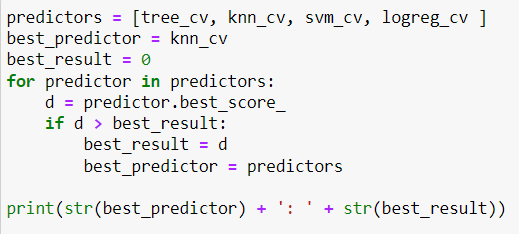 predictors = [tree_cv, knn_cv, svm_cv, logreg_cv ]
best_predictor = knn_cv
best_result = 0
for predictor in predictors:
    d = predictor.best_score_
    if d > best_result:
        best_result = d
        best_predictor = predictors

print(str(best_predictor) + ': ' + str(best_result))